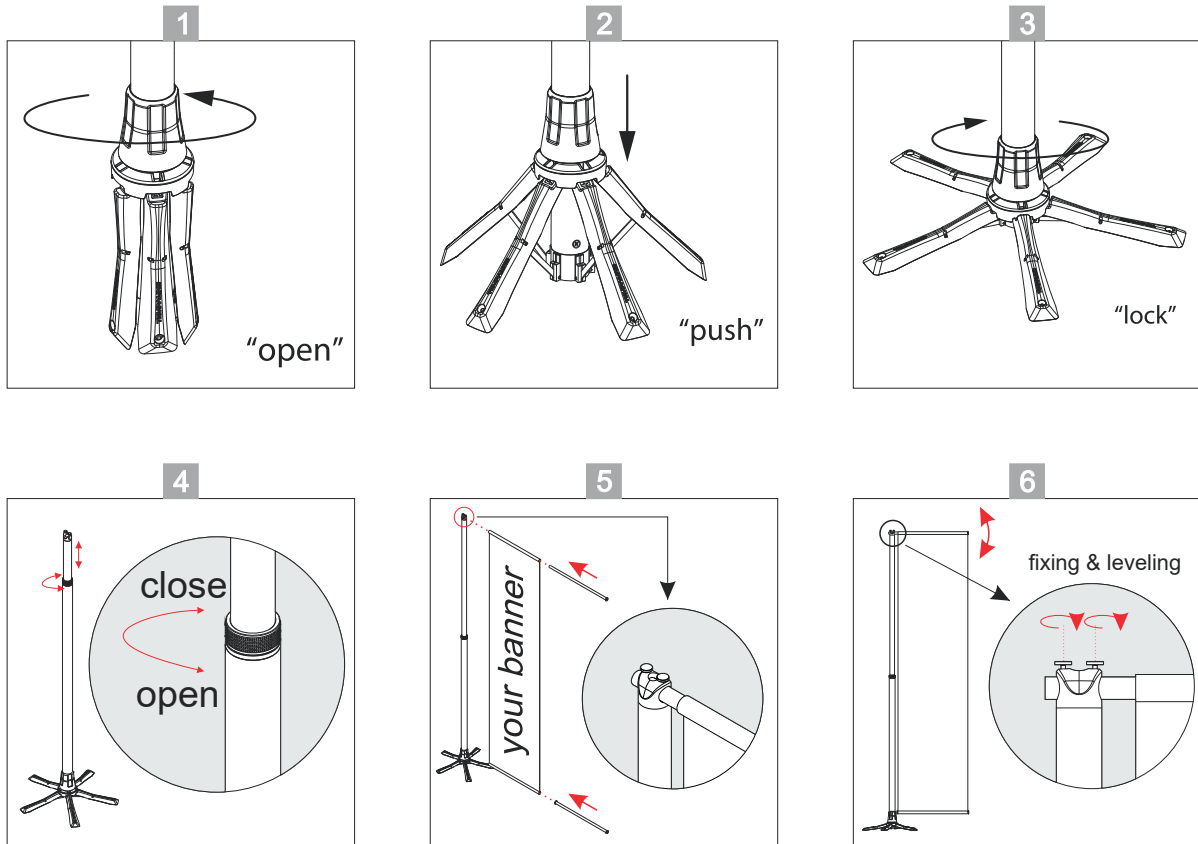 1
2
3
“open”
“push”
“lock”
4
5
6
close
open
your banner
fixing & leveling